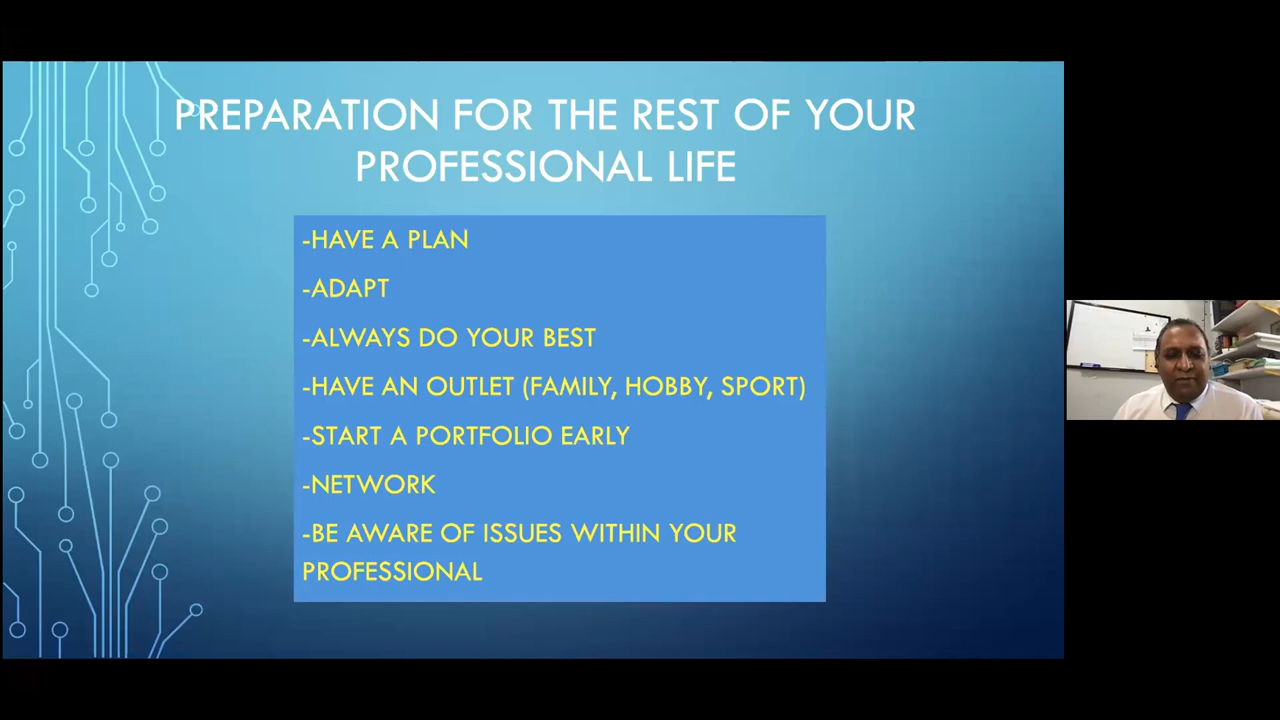 PREPARATION FOR THE REST OF YOUR
PROFESSIONAL LIFE
-HAVE A PLAN
-ADAPT
-ALWAYS DO YOUR BEST
-HAVE AN OUTLET (FAMILY, HOBBY, SPORT)
-START A PORTFOLIO EARLY
-NETWORK
-BE AWARE OF ISSUES WITHIN YOUR
PROFESSIONAL